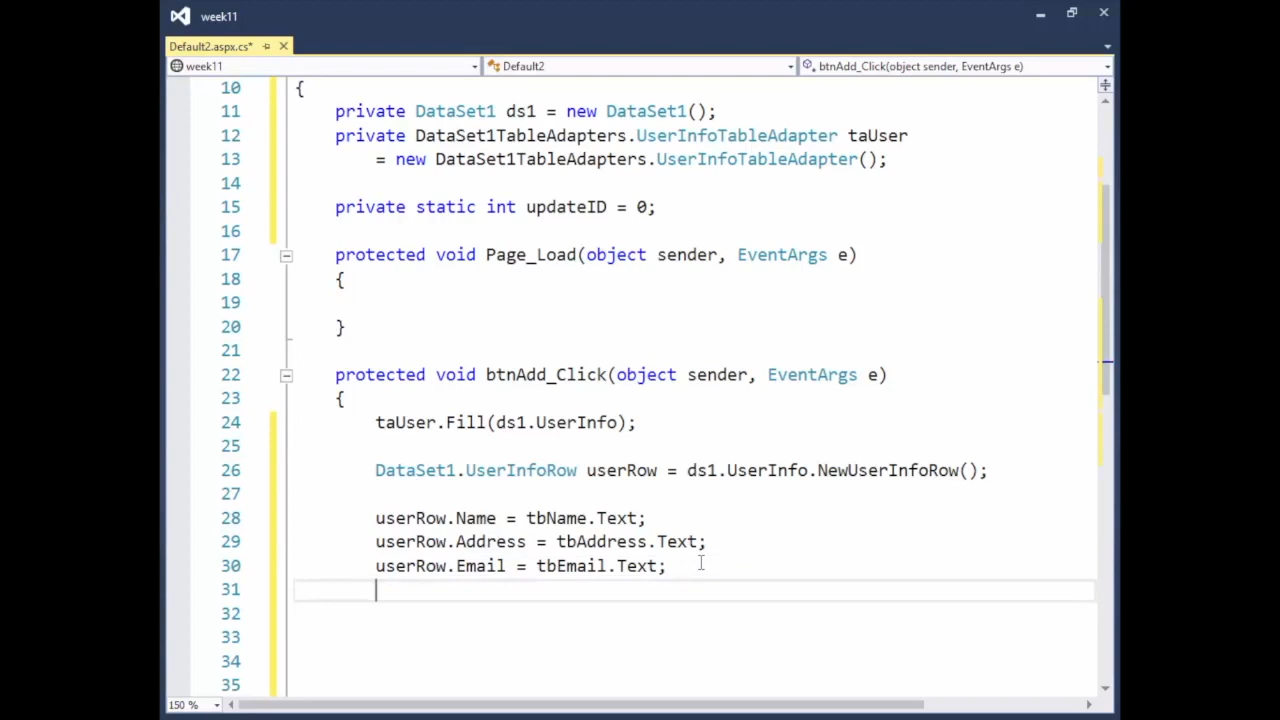 week11
Default2.aspx.cs*
week11 Default2 btnAdd_Click(object sender, EventArgs e)
10 {
11 private DataSet1 ds1 = new DataSet1();
12 private DataSet1TableAdapters.UserInfoTableAdapter taUser
13 = new DataSet1TableAdapters.UserInfoTableAdapter();
14
15 private static int updateID = 0;
16
17 protected void Page_Load(object sender, EventArgs e)
18 {
19
20 }
21
22 protected void btnAdd_Click(object sender, EventArgs e)
23 {
24 taUser.Fill(ds1.UserInfo);
25
26 DataSet1.UserInfoRow userRow = ds1.UserInfo.NewUserInfoRow();
27
28 userRow.Name = tbName.Text;
29 userRow.Address = tbAddress.Text;
30 userRow.Email = tbEmail.Text;
31
32
33
34
35
150 %